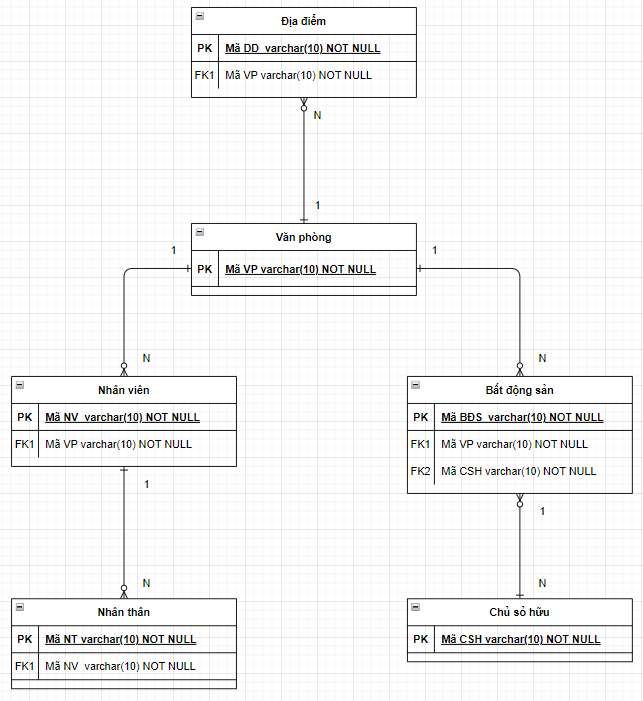 Địa điểm
PK Mã DD varchar(10) NOT NULL
FK1 Mã VP varchar(10) NOT NULL
N
1
Văn phòng
PK Mã VP varchar(10) NOT NULL
1
1
N
N
Nhân viên
PK Mã NV varchar(10) NOT NULL
FK1 Mã VP varchar(10) NOT NULL
Bất động sản
PK Mã BĐS varchar(10) NOT NULL
FK1 Mã VP varchar(10) NOT NULL
FK2 Mã CSH varchar(10) NOT NULL
1
N
1
N
Nhân thân
PK Mã NT varchar(10) NOT NULL
FK1 Mã NV varchar(10) NOT NULL
Chủ sỏ hữu
PK Mã CSH varchar(10) NOT NULL